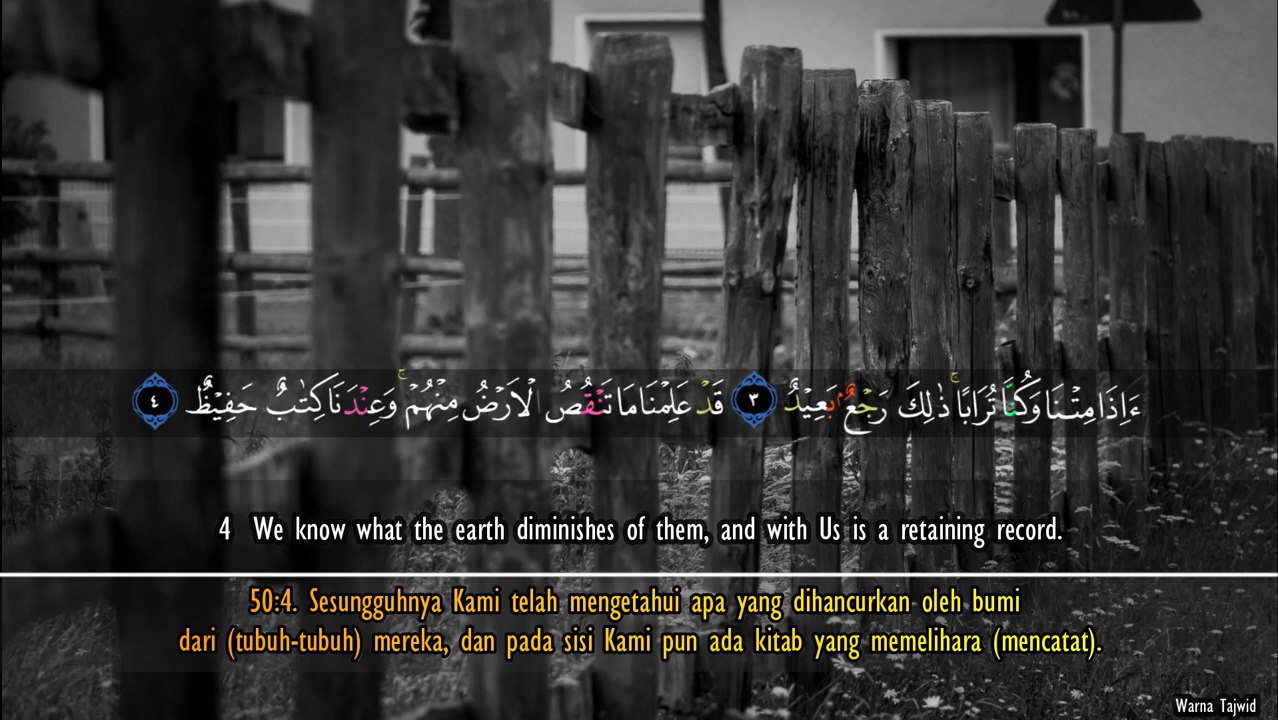 ءَاِذَا مِتْـنَا وَكُنَّا تُرَابًا ۚ ذٰ لِكَ رَجْعٌ ۢ بَعِيْدٌ ٣ قَدْ عَلِمْنَا مَا تَنْقُصُ الْاَرْضُ مِنْهُمْ ۚ وَعِنْدَنَا كِتٰبٌ حَفِيْظٌ ٤
4 We know what the earth diminishes of them, and with Us is a retaining record.
50:4. Sesungguhnya Kami telah mengetahui apa yang dihancurkan oleh bumi
dari (tubuh-tubuh) mereka, dan pada sisi Kami pun ada kitab yang memelihara (mencatat).
Warna Tajwid